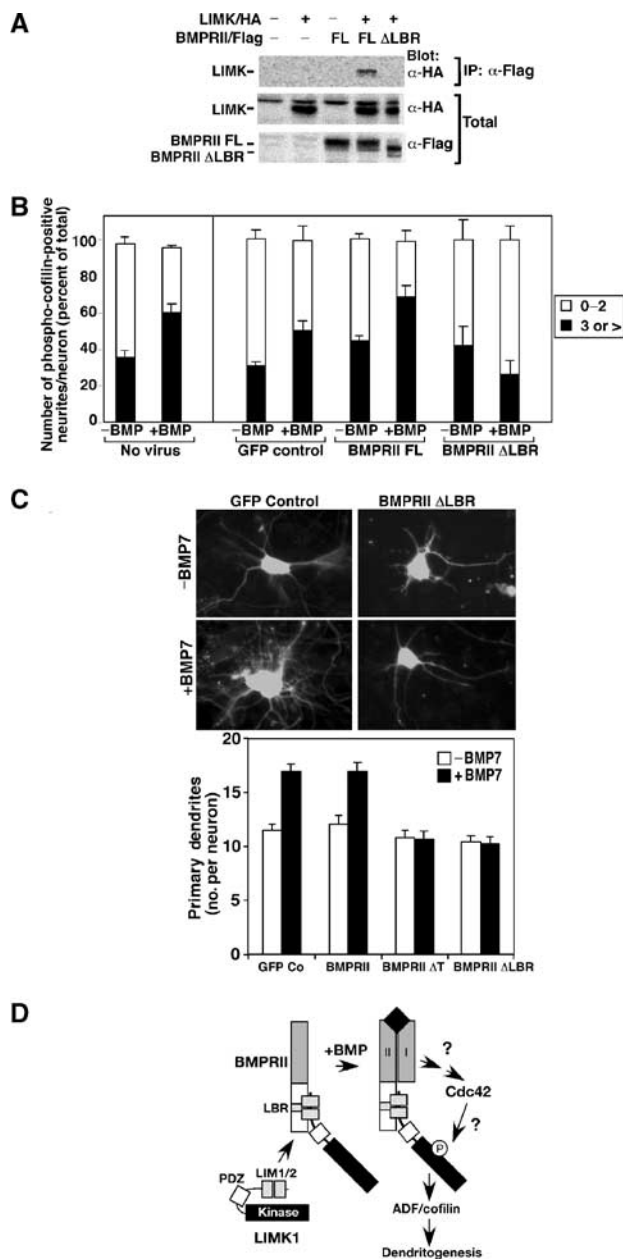 A
LIMK/HA – + – + +
BMPRII/Flag – – FL FL ΔLBR
Blot:
LIMK– α-HA IP: α-Flag
LIMK– α-HA
Total
BMPRII FL – α-Flag
BMPRII ΔLBR –
B
Number of phospho-cofilin-positive
neurites/neuron (percent of total)
100
80
60
40
20
0
0–2
3 or >
–BMP +BMP –BMP +BMP –BMP +BMP –BMP +BMP
No virus GFP control BMPRII FL BMPRII ΔLBR
C
GFP Control BMPRII ΔLBR
–BMP7
+BMP7
Primary dendrites
(no. per neuron)
20
15
10
5
0
–BMP7
+BMP7
GFP Co BMPRII BMPRII ΔT BMPRII ΔLBR
D
BMPRII +BMP II I ?
Cdc42
LBR
?
P
PDZ LIM1/2
Kinase
LIMK1
ADF/cofilin
Dendritogenesis